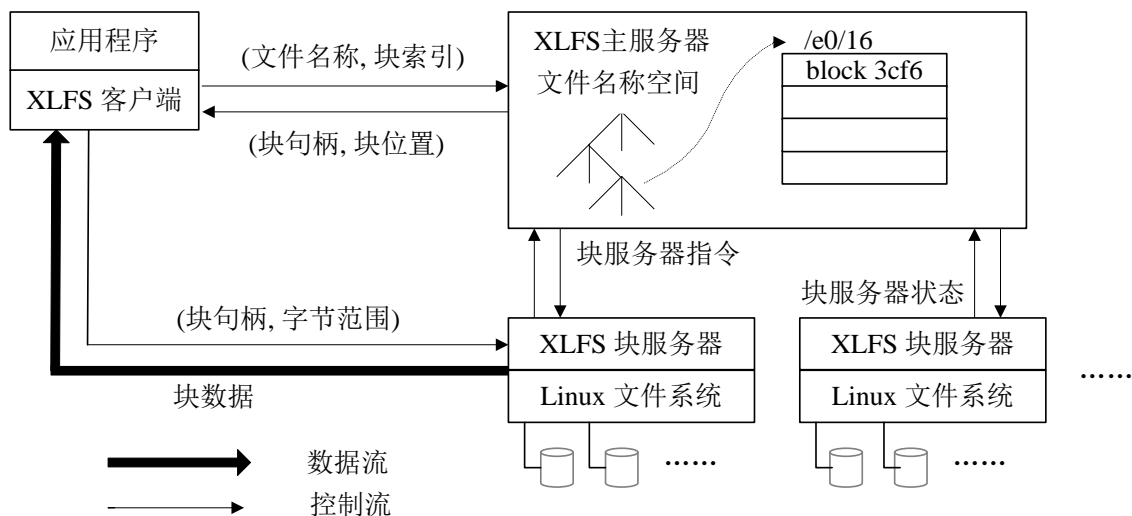 应用程序
XLFS 客户端
(文件名称, 块索引)
(块句柄, 块位置)
XLFS主服务器
文件名称空间
/e0/16
block 3cf6
块服务器指令
块服务器状态
(块句柄, 字节范围)
块数据
XLFS 块服务器
Linux 文件系统
……
XLFS 块服务器
Linux 文件系统
……
……
数据流
控制流